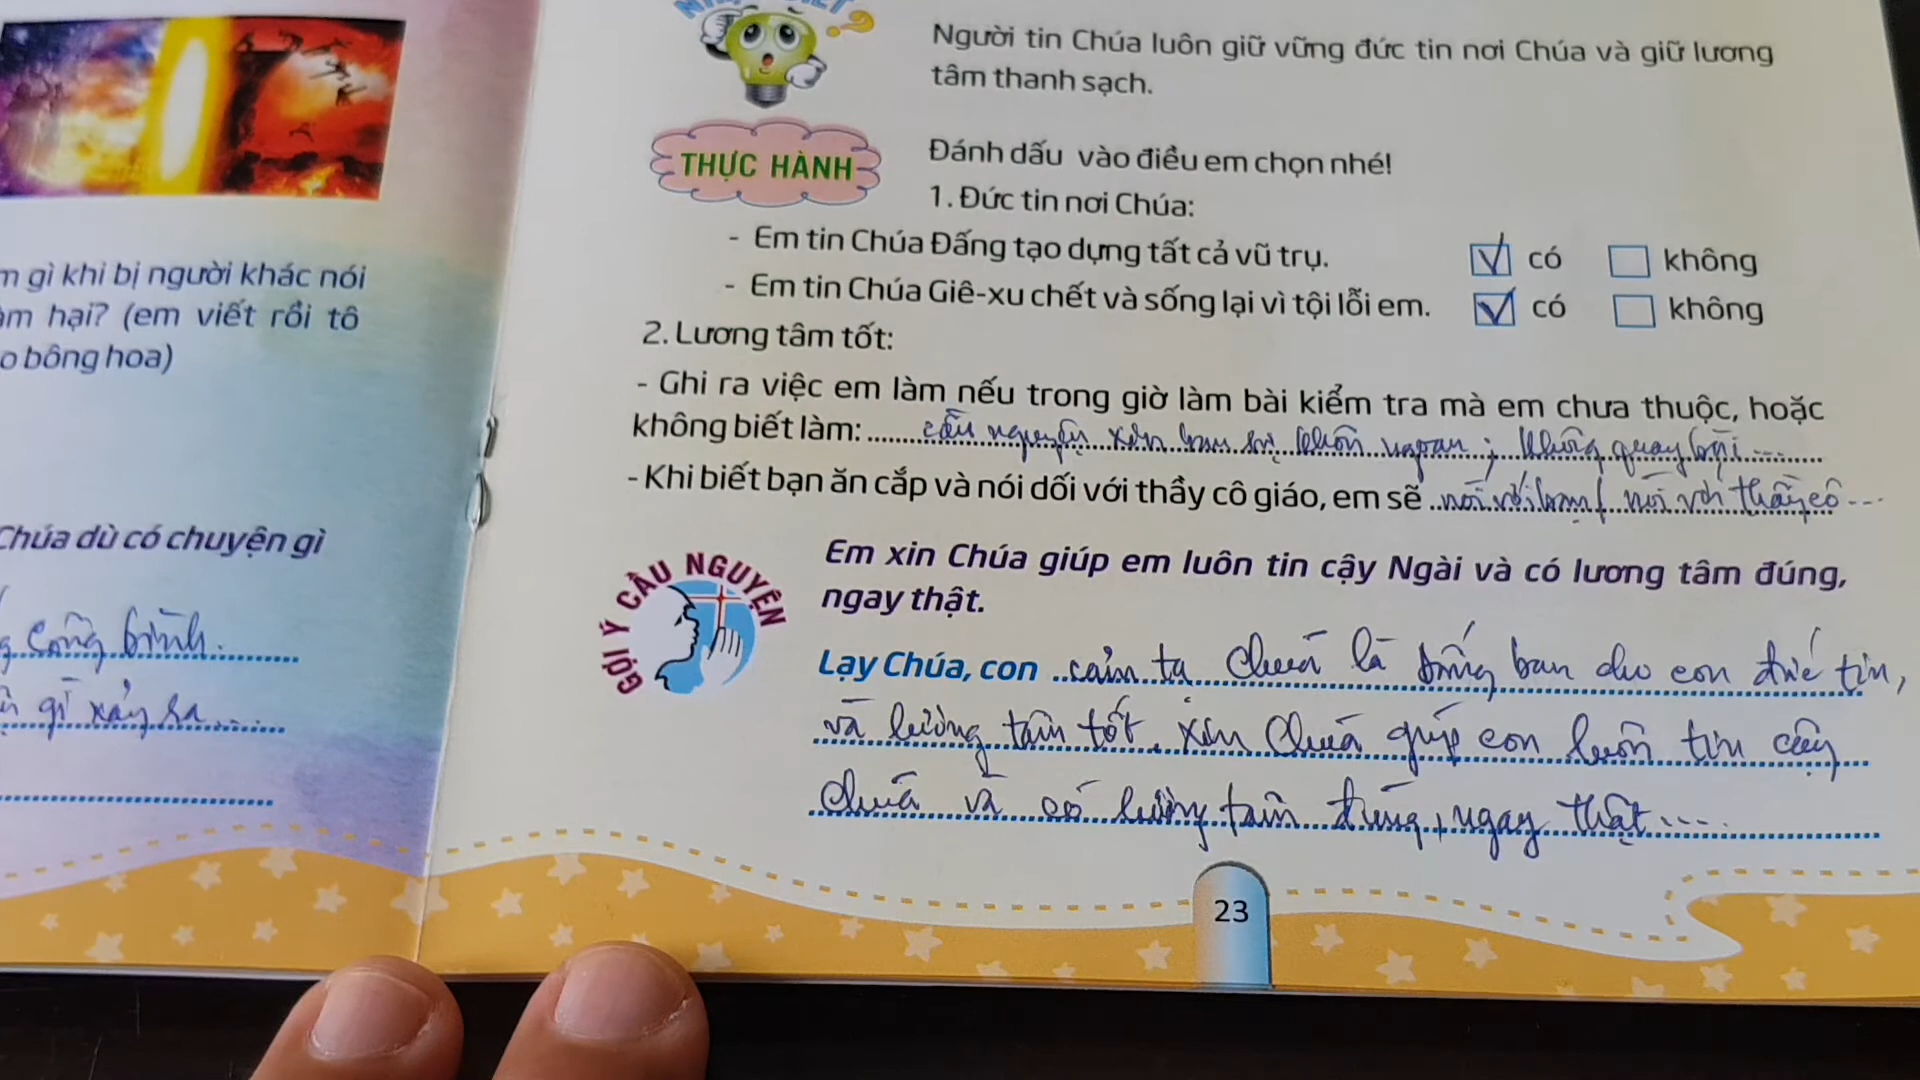 m gì khi bị người khác nói
àm hại? (em viết rồi tô
o bông hoa)
Chúa dù có chuyện gì
g công bình.
gì xảy ra......
Người tin Chúa luôn giữ vững đức tin nơi Chúa và giữ lương
tâm thanh sạch.
THỰC HÀNH
Đánh dấu vào điều em chọn nhé!
1. Đức tin nơi Chúa:
- Em tin Chúa Đấng tạo dựng tất cả vũ trụ. có không
- Em tin Chúa Giê-xu chết và sống lại vì tội lỗi em. có không
2. Lương tâm tốt:
- Ghi ra việc em làm nếu trong giờ làm bài kiểm tra mà em chưa thuộc, hoặc
không biết làm: cầu nguyện xin ban sự khôn ngoan; không quay bài....
- Khi biết bạn ăn cắp và nói dối với thầy cô giáo, em sẽ nói với bạn / nói với thầy cô...
GỢI Ý CẦU NGUYỆN
Em xin Chúa giúp em luôn tin cậy Ngài và có lương tâm đúng,
ngay thật.
Lạy Chúa, con cảm tạ Chúa là Đấng ban cho con đức tin,
và lương tâm tốt. xin Chúa giúp con luôn tin cậy
Chúa và có lương tâm đúng, ngay thật....
23